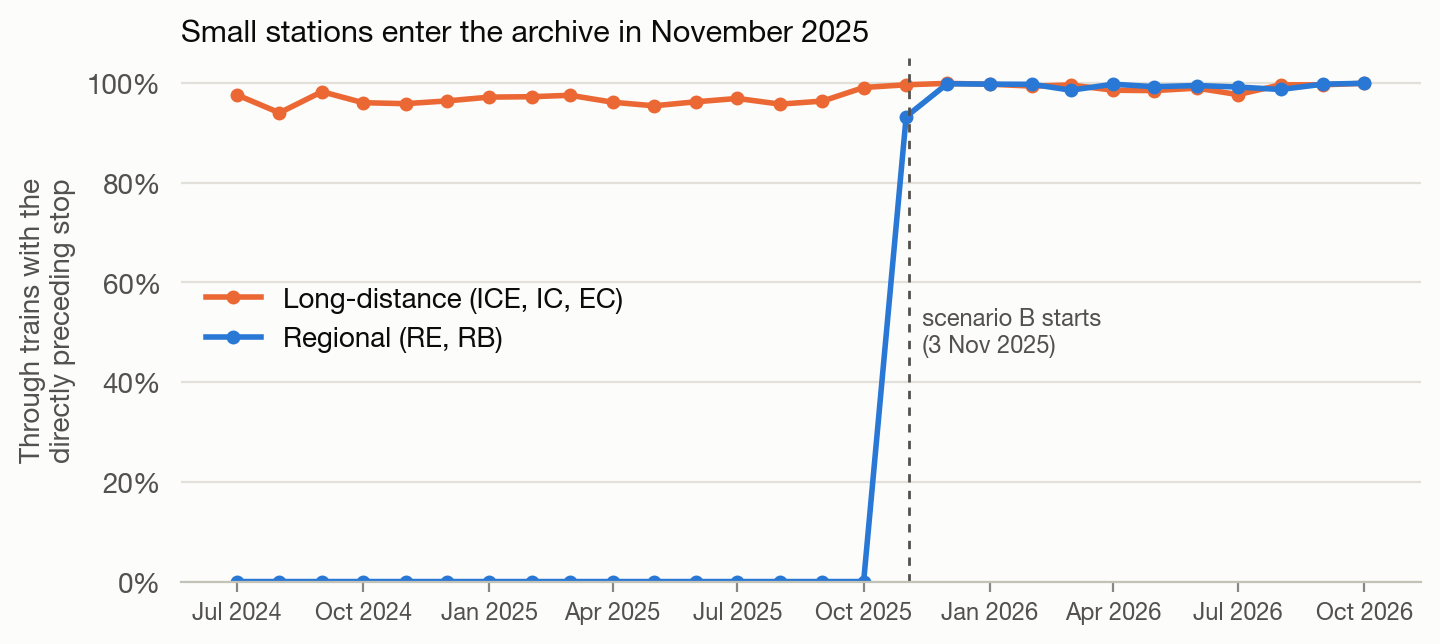 Small stations enter the archive in November 2025
Through trains with the
directly preceding stop
100%
80%
60%
40%
20%
0%
Long-distance (ICE, IC, EC)
Regional (RE, RB)
scenario B starts
(3 Nov 2025)
Jul 2024
Oct 2024
Jan 2025
Apr 2025
Jul 2025
Oct 2025
Jan 2026
Apr 2026
Jul 2026
Oct 2026